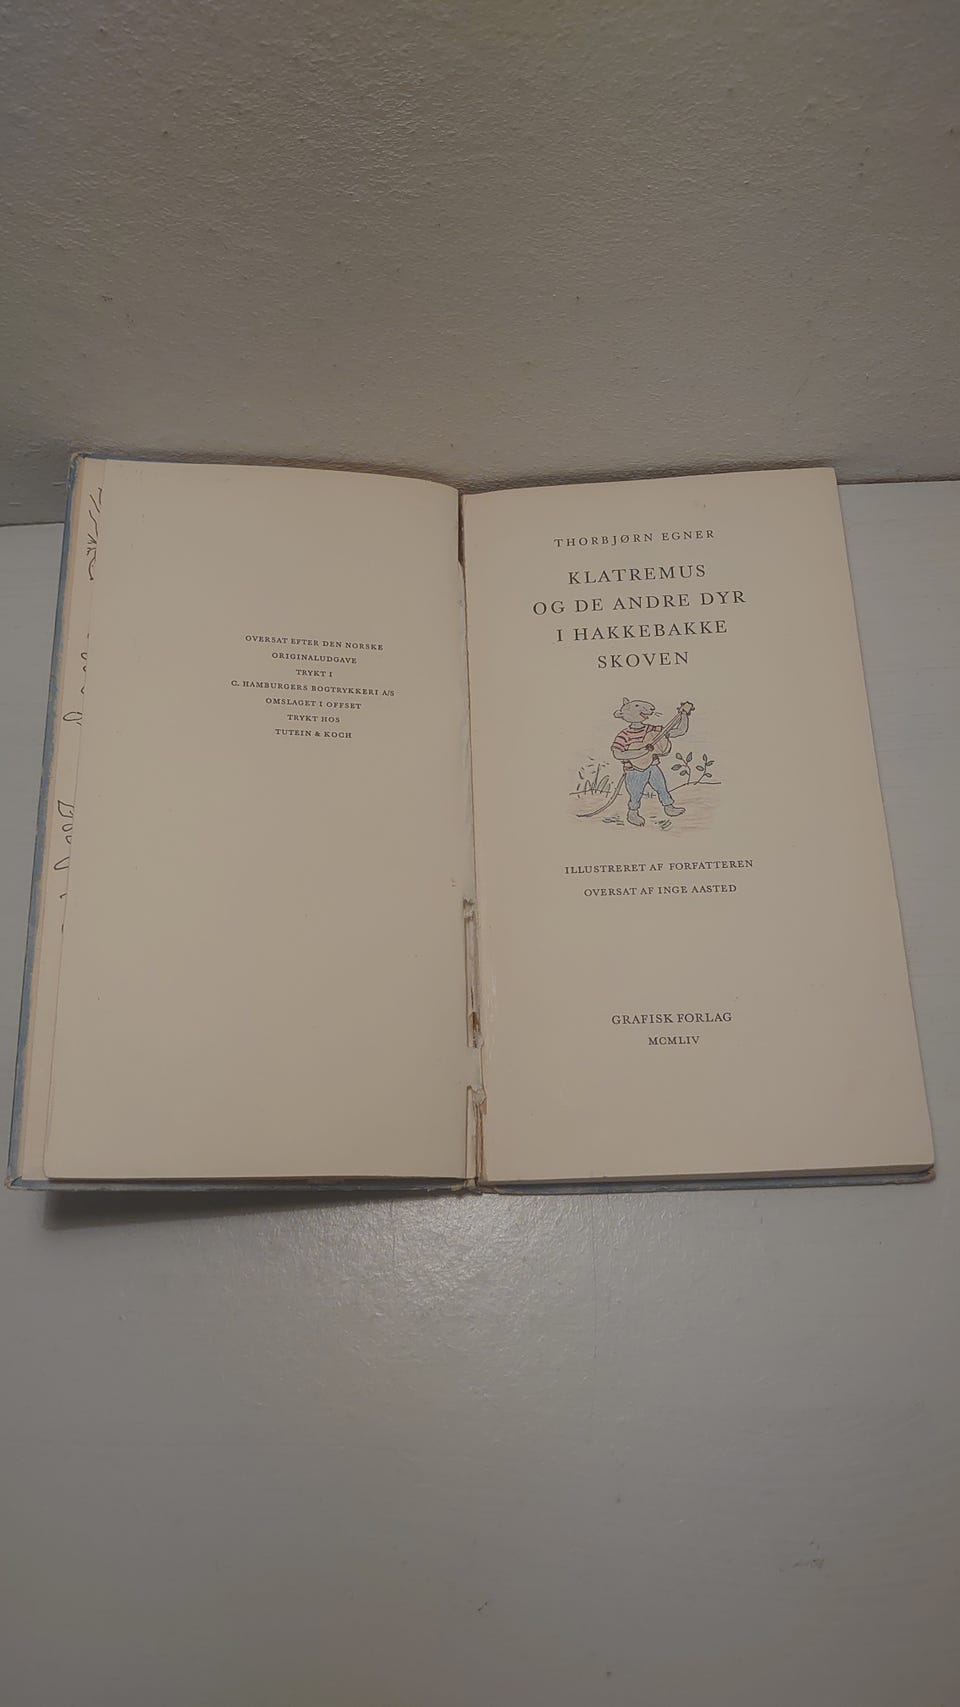 OVERSAT EFTER DEN NORSKE
ORIGINALUDGAVE
TRYKT I
C. HAMBURGERS BOGTRYKKERI A/S
OMSLAGET I OFFSET
TRYKT HOS
TUTEIN & KOCH
THORBJØRN EGNER
KLATREMUS
OG DE ANDRE DYR
I HAKKEBAKKE
SKOVEN
ILLUSTRERET AF FORFATTEREN
OVERSAT AF INGE AASTED
GRAFISK FORLAG
MCMLIV